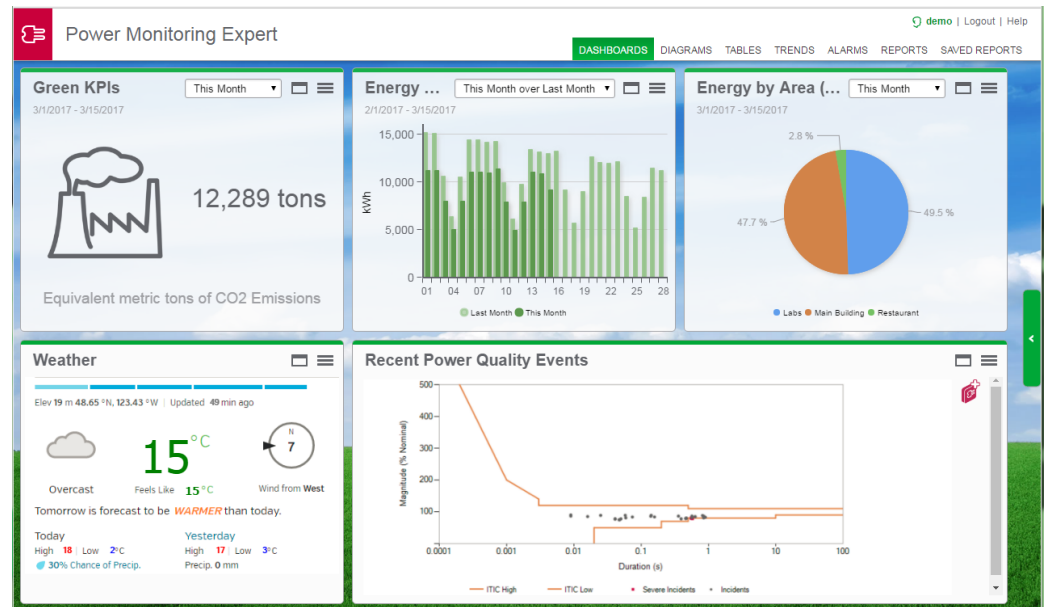 demo | Logout | Help
Power Monitoring Expert
DASHBOARDS DIAGRAMS TABLES TRENDS ALARMS REPORTS SAVED REPORTS
Green KPIs This Month
3/1/2017 - 3/15/2017
12,289 tons
Equivalent metric tons of CO2 Emissions
Energy ... This Month over Last Month
2/1/2017 - 3/15/2017
15,000
10,000
5,000
0
kWh
01 04 07 10 13 16 19 22 25 28
Last Month This Month
Energy by Area (... This Month
3/1/2017 - 3/15/2017
2.8 %
49.5 %
47.7 %
Labs Main Building Restaurant
Weather
Elev 19 m 48.65 °N, 123.43 °W | Updated 49 min ago
N
7
15 °C
Overcast Feels Like 15 °C Wind from West
Tomorrow is forecast to be WARMER than today.
Today Yesterday
High 18 | Low 2°C High 17 | Low 3°C
30% Chance of Precip. Precip. 0 mm
Recent Power Quality Events
500
400
300
200
100
Magnitude (% Nominal)
0.0001 0.001 0.01 0.1 1 10 100
Duration (s)
ITIC High ITIC Low Severe Incidents Incidents